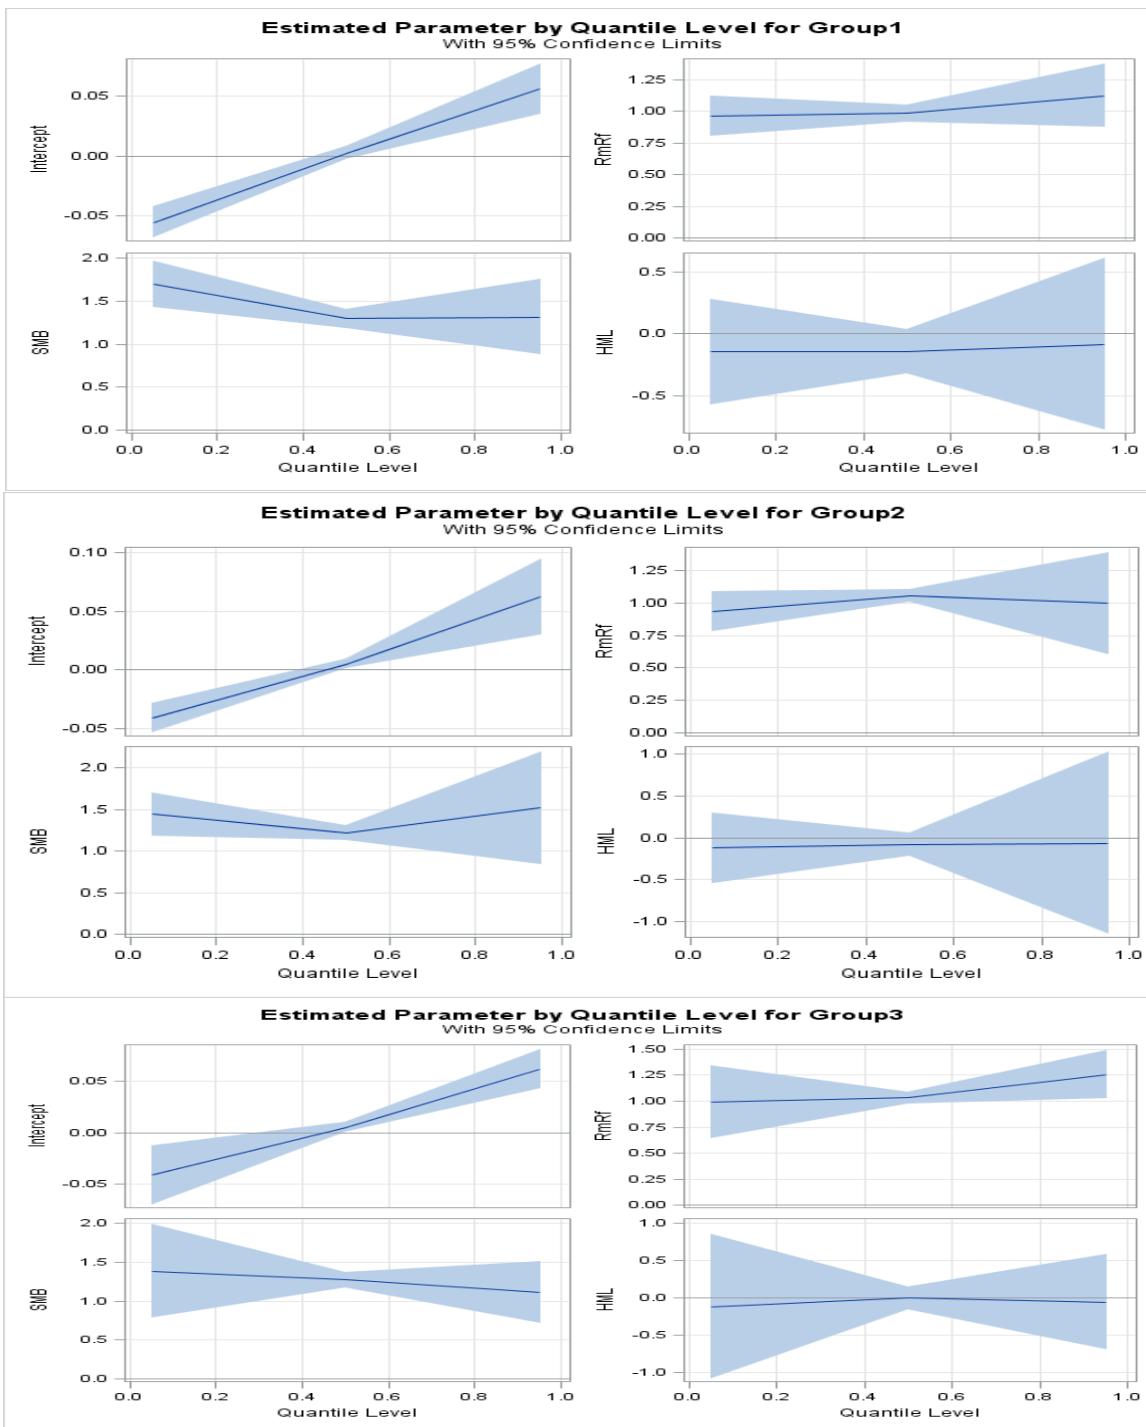 Estimated Parameter by Quantile Level for Group1
With 95% Confidence Limits
Intercept
0.05
0.00
-0.05
RmRf
1.25
1.00
0.75
0.50
0.25
0.00
SMB
2.0
1.5
1.0
0.5
0.0
HML
0.5
0.0
-0.5
0.0 0.2 0.4 0.6 0.8 1.0
Quantile Level
0.0 0.2 0.4 0.6 0.8 1.0
Quantile Level
Estimated Parameter by Quantile Level for Group2
With 95% Confidence Limits
Intercept
0.10
0.05
0.00
-0.05
RmRf
1.25
1.00
0.75
0.50
0.25
0.00
SMB
2.0
1.5
1.0
0.5
0.0
HML
1.0
0.5
0.0
-0.5
-1.0
0.0 0.2 0.4 0.6 0.8 1.0
Quantile Level
0.0 0.2 0.4 0.6 0.8 1.0
Quantile Level
Estimated Parameter by Quantile Level for Group3
With 95% Confidence Limits
Intercept
0.05
0.00
-0.05
RmRf
1.50
1.25
1.00
0.75
0.50
0.25
0.00
SMB
2.0
1.5
1.0
0.5
0.0
HML
1.0
0.5
0.0
-0.5
-1.0
0.0 0.2 0.4 0.6 0.8 1.0
Quantile Level
0.0 0.2 0.4 0.6 0.8 1.0
Quantile Level